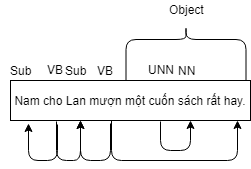 Object
Sub VB Sub VB UNN NN
Nam cho Lan mượn một cuốn sách rất hay.